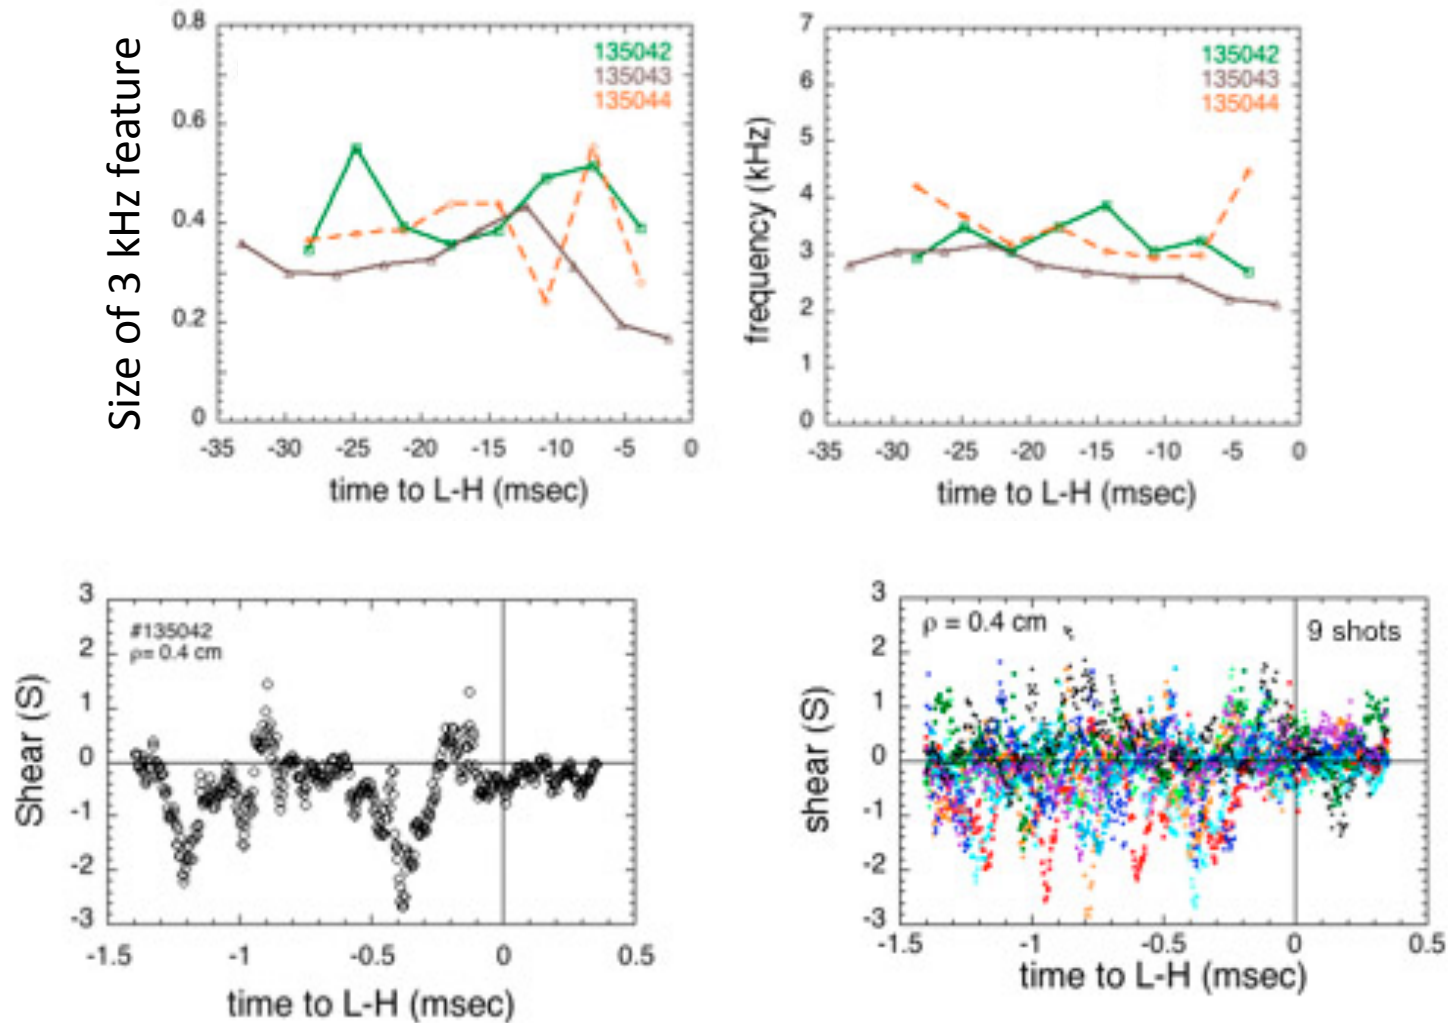 Size of 3 kHz feature
0.8
0.6
0.4
0.2
0
135042
135043
135044
-35 -30 -25 -20 -15 -10 -5 0
time to L-H (msec)
frequency (kHz)
7
6
5
4
3
2
1
0
135042
135043
135044
-35 -30 -25 -20 -15 -10 -5 0
time to L-H (msec)
Shear (S)
3
2
1
0
-1
-2
-3
#135042
ρ= 0.4 cm
-1.5 -1 -0.5 0 0.5
time to L-H (msec)
shear (S)
3
2
1
0
-1
-2
-3
ρ = 0.4 cm
9 shots
-1.5 -1 -0.5 0 0.5
time to L-H (msec)